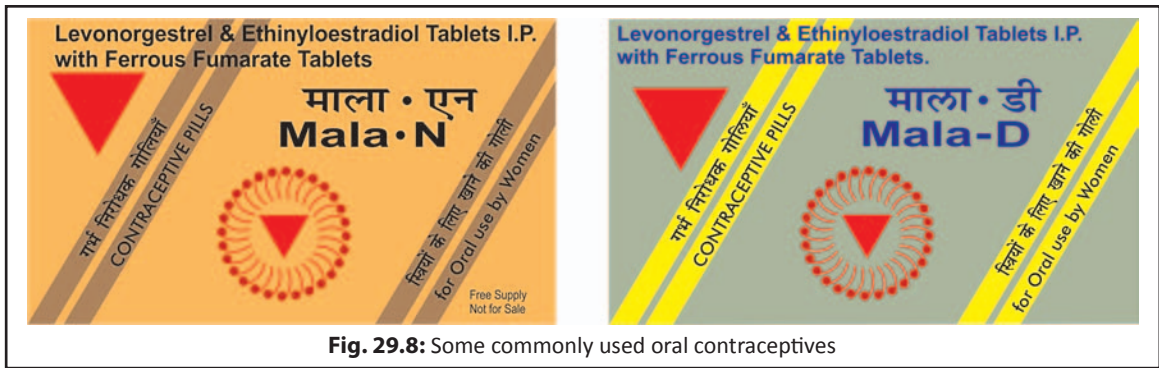 Levonorgestrel & Ethinyloestradiol Tablets I.P.
with Ferrous Fumarate Tablets
माला · एन
Mala·N
गर्भ निरोधक गोलियाँ
CONTRACEPTIVE PILLS
स्त्रियों के लिए खाने की गोली
for Oral use by Women
Free Supply
Not for Sale
Levonorgestrel & Ethinyloestradiol Tablets I.P.
with Ferrous Fumarate Tablets.
माला · डी
Mala-D
गर्भ निरोधक गोलियाँ
CONTRACEPTIVE PILLS
स्त्रियों के लिए खाने की गोली
for Oral use by Women
Fig. 29.8: Some commonly used oral contraceptives